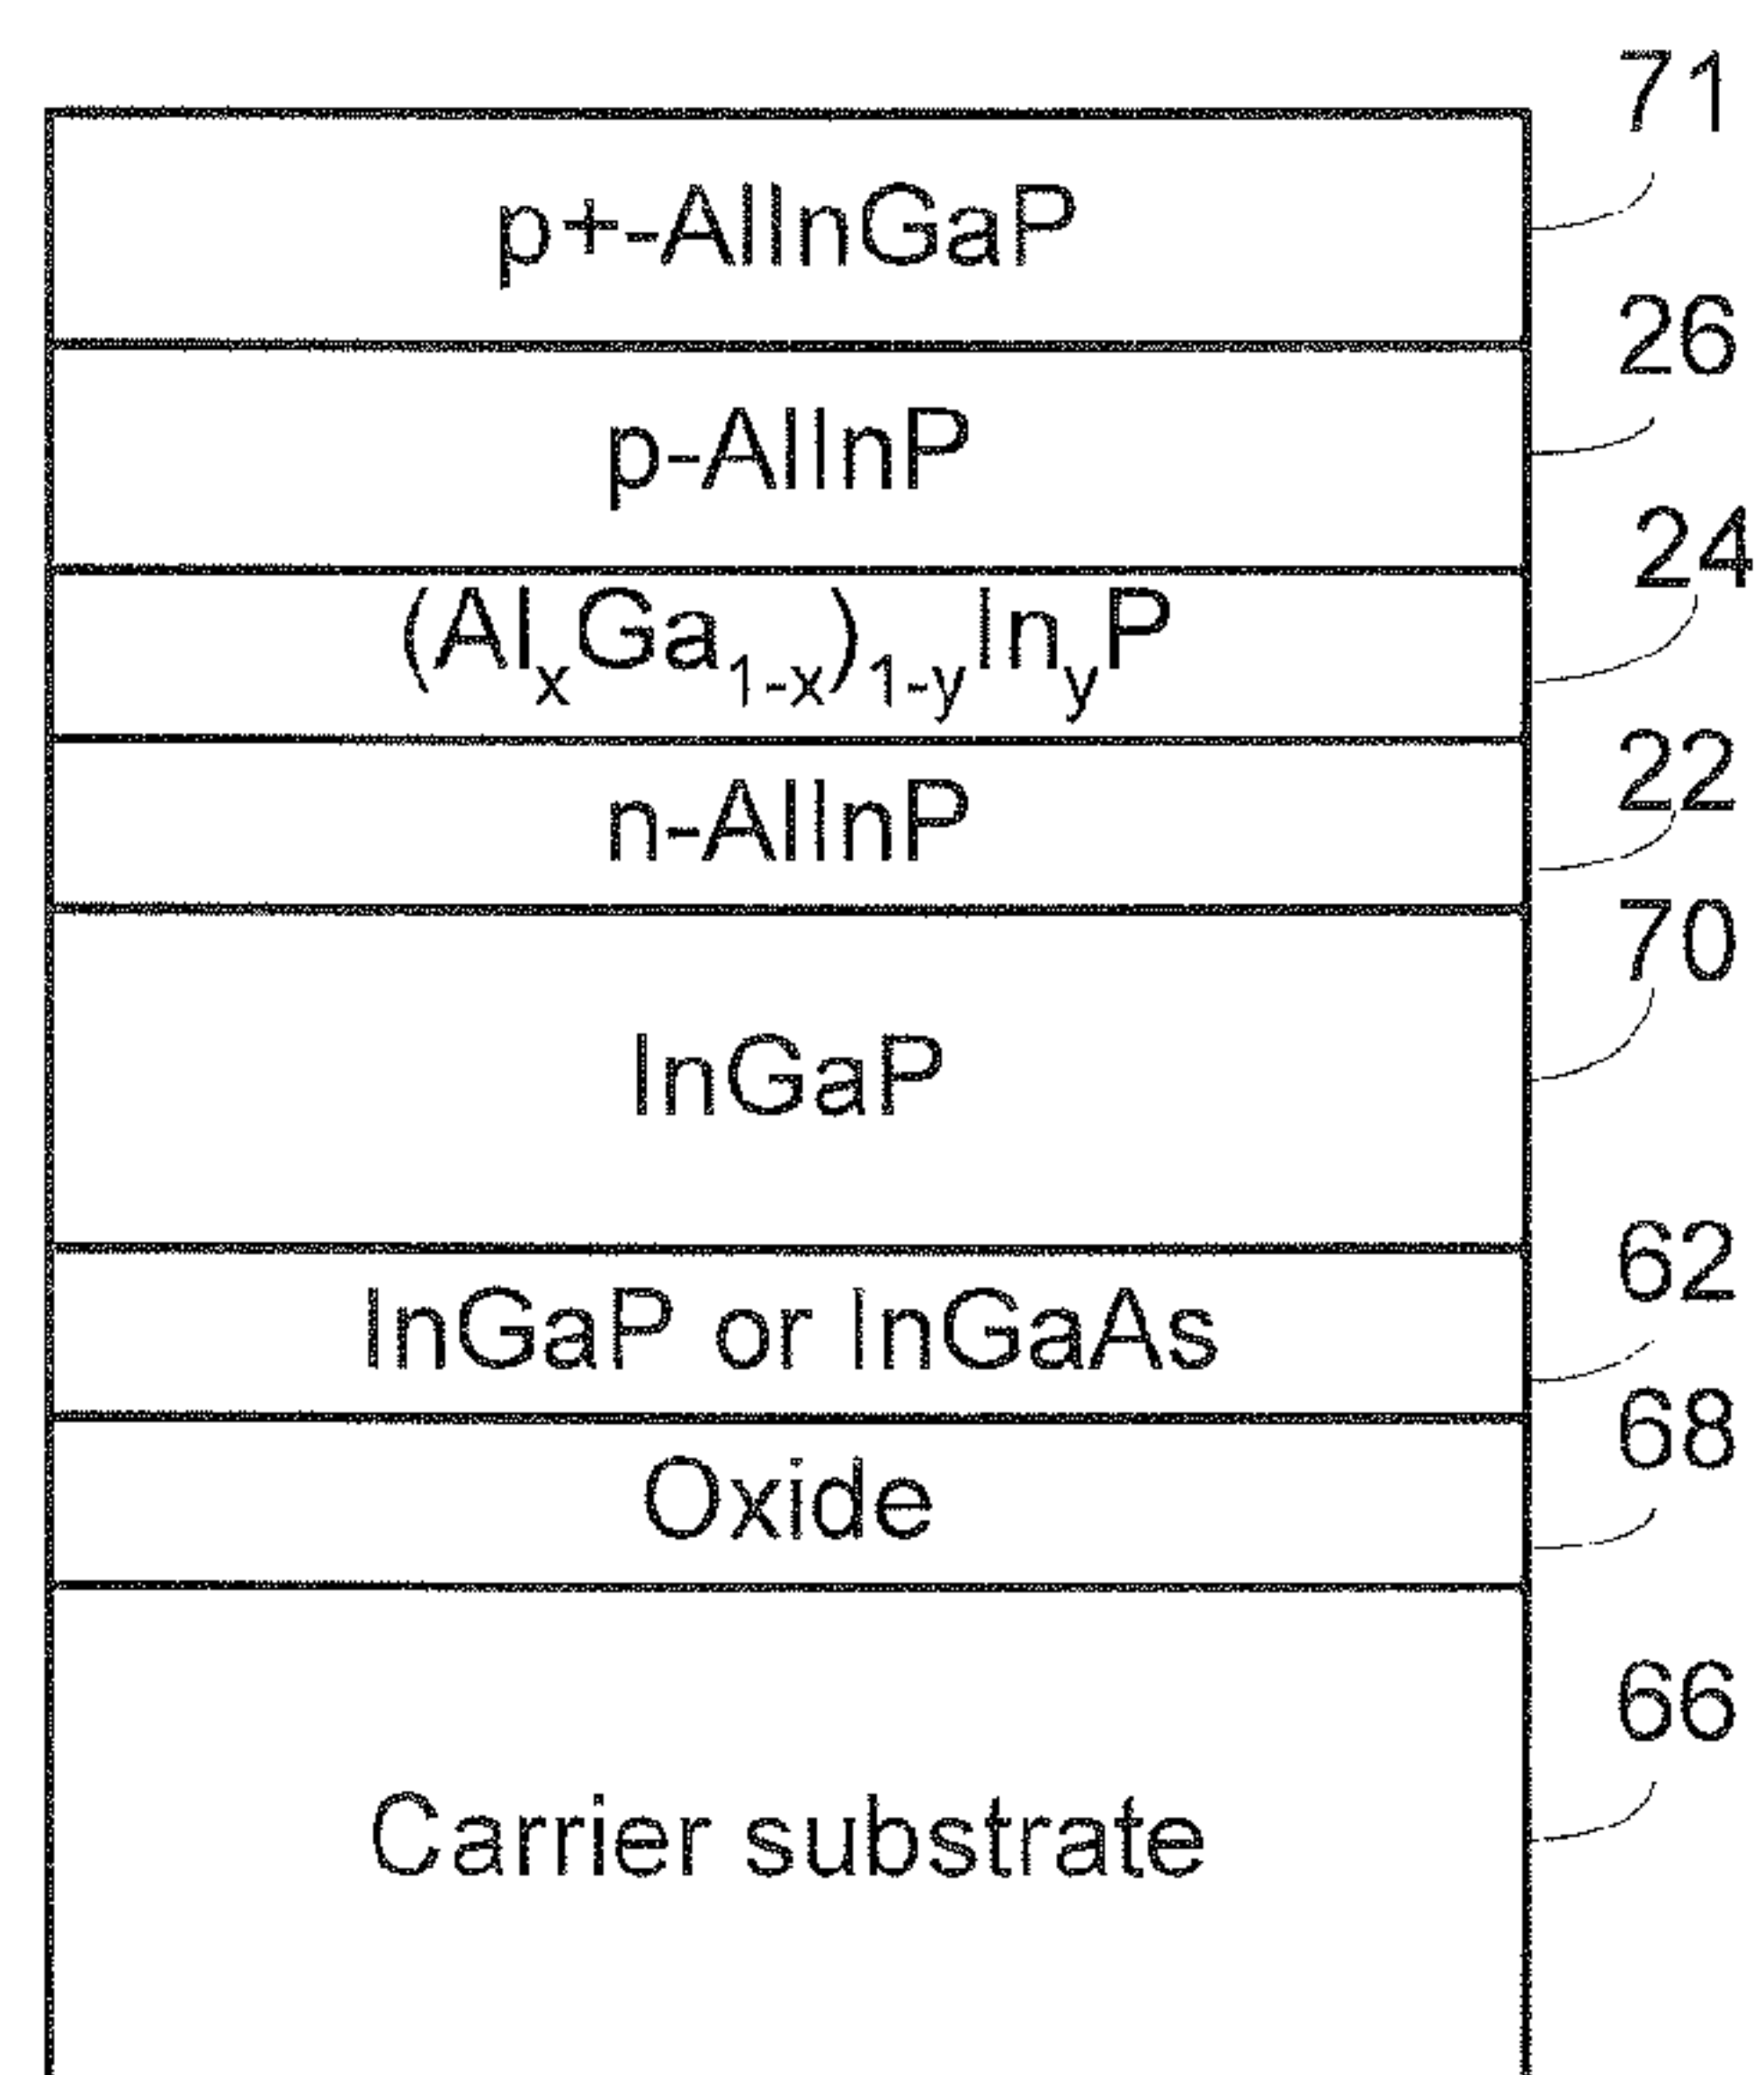 71
p+-AlInGaP
26
p-AlInP
24
(AlₓGa₁₋ₓ)₁₋yInyP
22
n-AlInP
70
InGaP
62
InGaP or InGaAs
68
Oxide
66
Carrier substrate